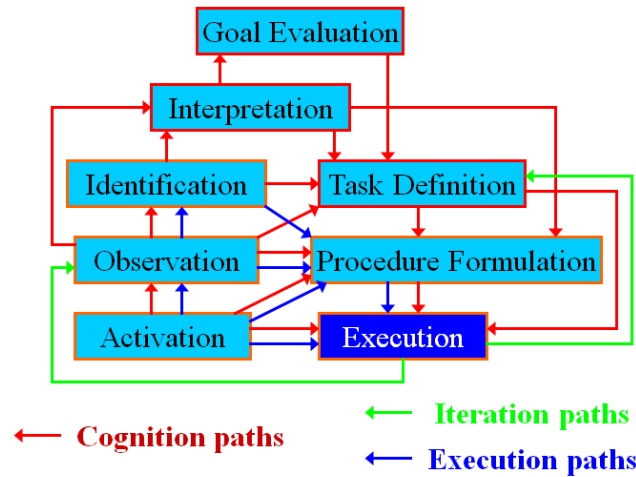 Goal Evaluation
Interpretation
Identification
Task Definition
Observation
Procedure Formulation
Activation
Execution
Iteration paths
Cognition paths
Execution paths